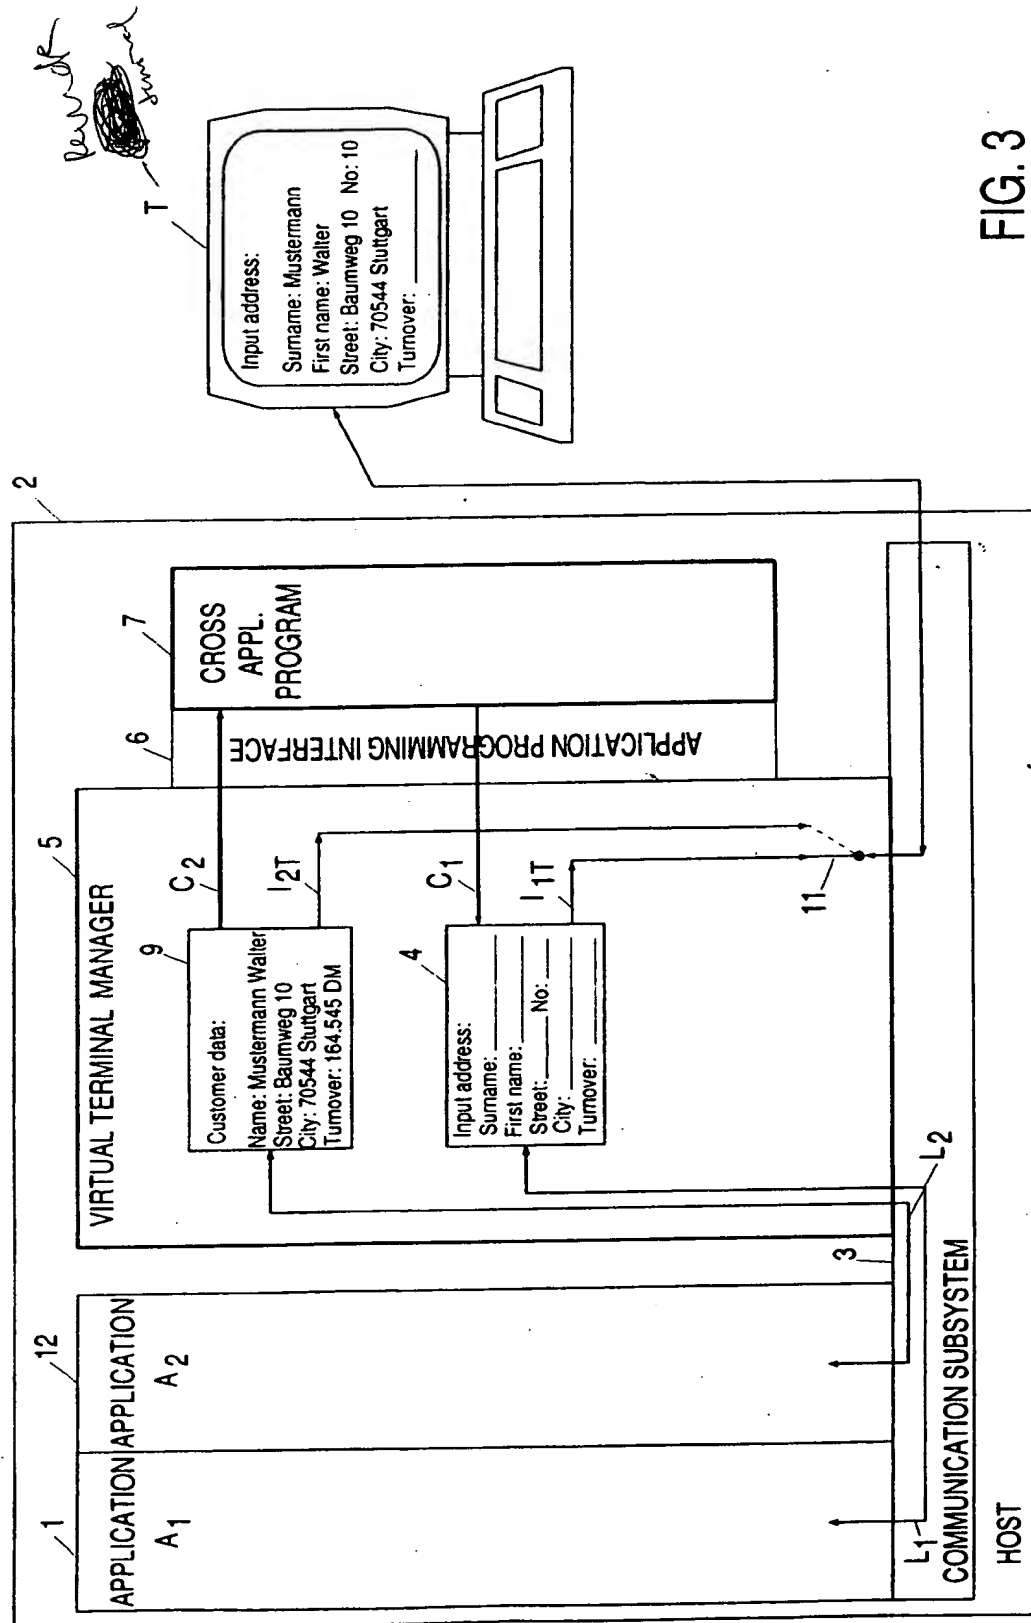 HOST
2
1
APPLICATION
A1
12
APPLICATION
A2
5
VIRTUAL TERMINAL MANAGER
9
Customer data:
Name: Mustermann Walter
Street: Baumweg 10
City: 70544 Stuttgart
Turnover: 164.545 DM
C2
I2T
4
Input address:
Surname:
First name:
Street: No:
City:
Turnover:
C1
I1T
11
6
APPLICATION PROGRAMMING INTERFACE
7
CROSS
APPL.
PROGRAM
3
L2
L1
COMMUNICATION SUBSYSTEM
T
Input address:
Surname: Mustermann
First name: Walter
Street: Baumweg 10 No: 10
City: 70544 Stuttgart
Turnover:
FIG. 3